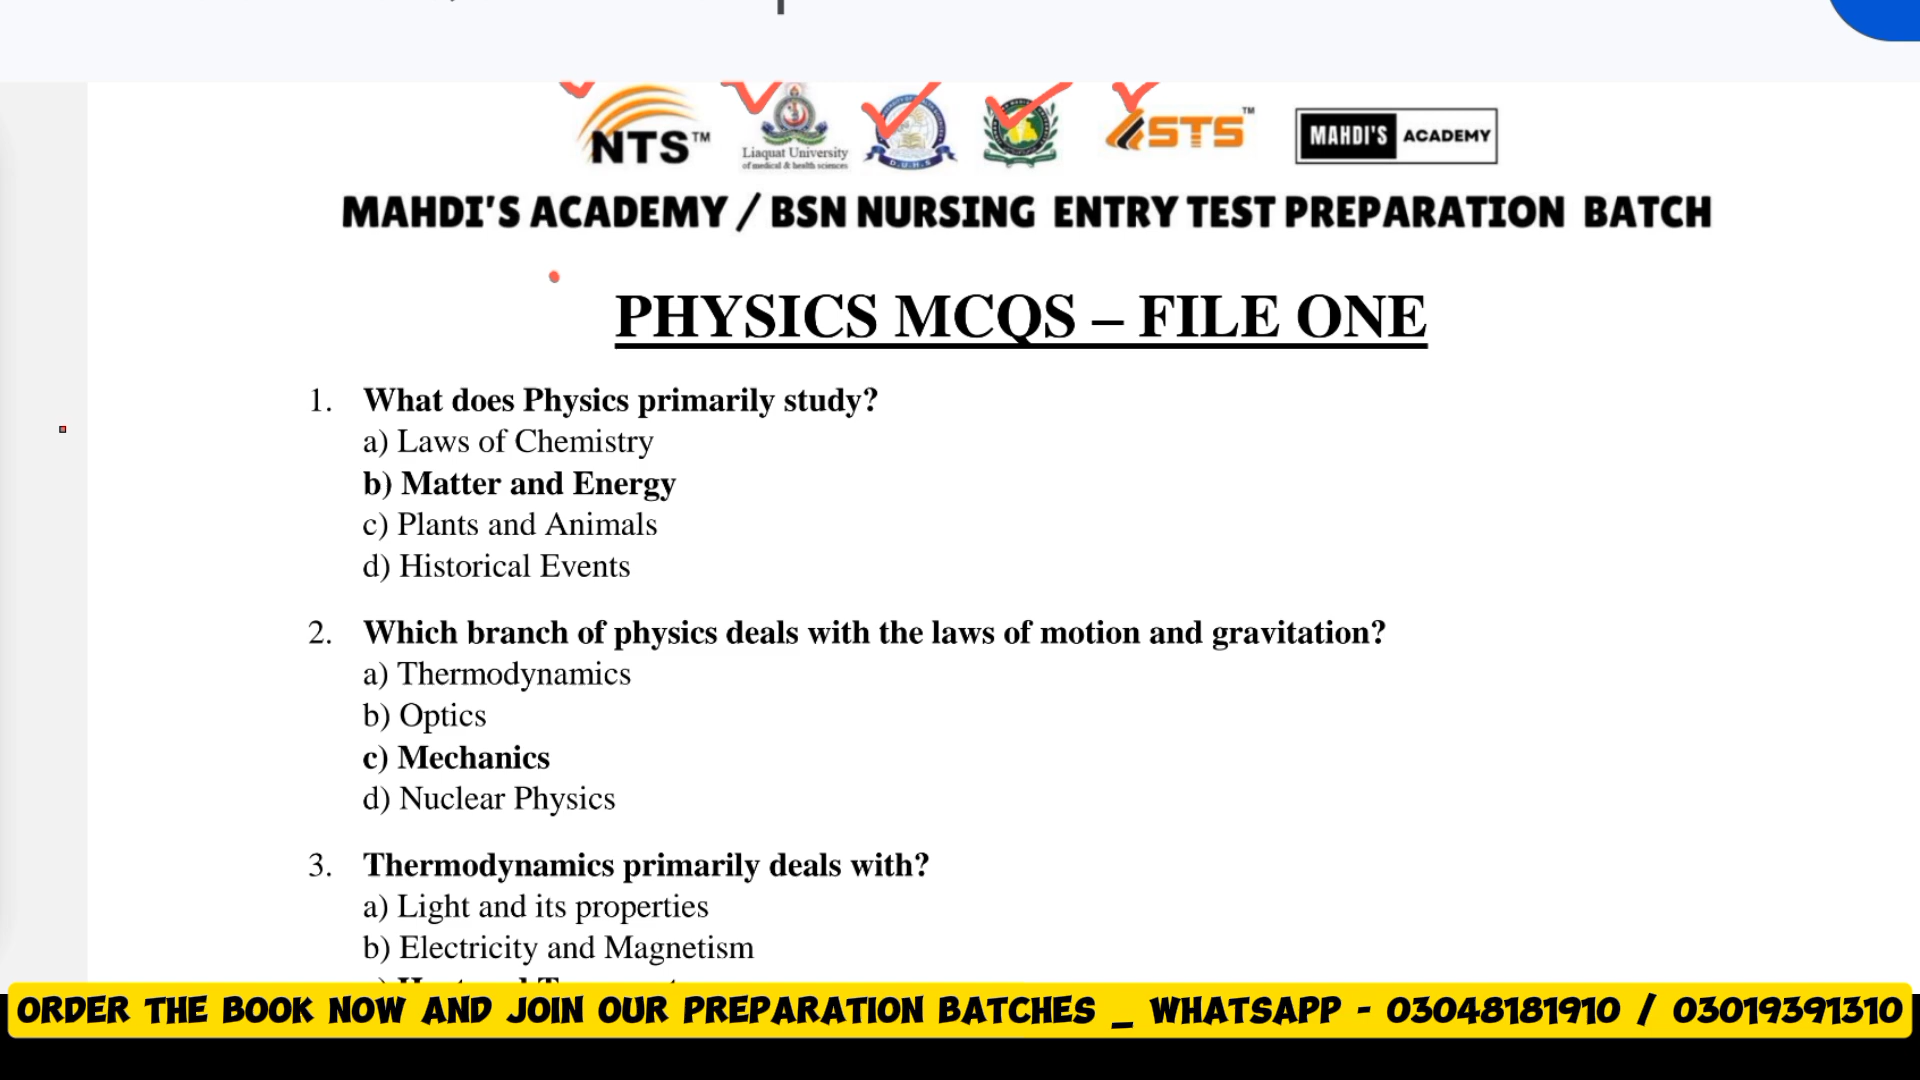 NTS™
Liaquat University
of medical & health sciences
D.U.H.S
STS™
MAHDI'S ACADEMY
MAHDI'S ACADEMY / BSN NURSING ENTRY TEST PREPARATION BATCH
PHYSICS MCQS – FILE ONE
1. What does Physics primarily study?
a) Laws of Chemistry
b) Matter and Energy
c) Plants and Animals
d) Historical Events
2. Which branch of physics deals with the laws of motion and gravitation?
a) Thermodynamics
b) Optics
c) Mechanics
d) Nuclear Physics
3. Thermodynamics primarily deals with?
a) Light and its properties
b) Electricity and Magnetism
ORDER THE BOOK NOW AND JOIN OUR PREPARATION BATCHES _ WHATSAPP - 03048181910 / 03019391310